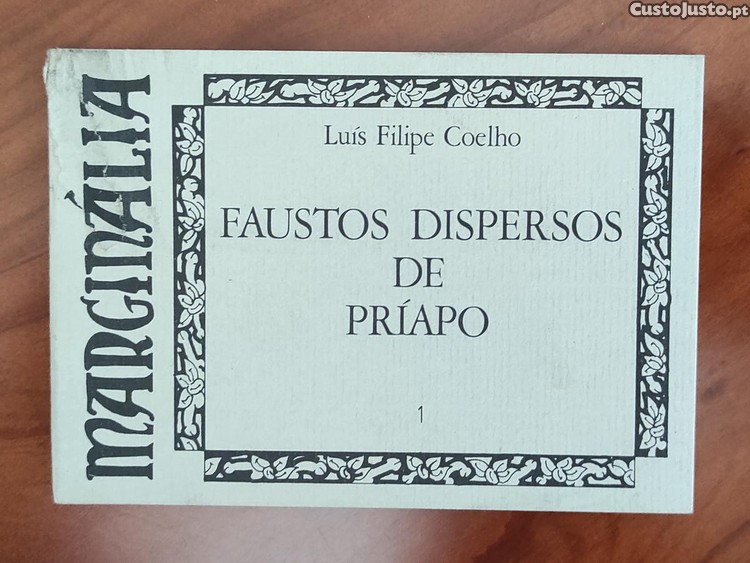 CustoJusto.pt
MARGINÁLIA
Luís Filipe Coelho
FAUSTOS DISPERSOS
DE
PRÍAPO
1